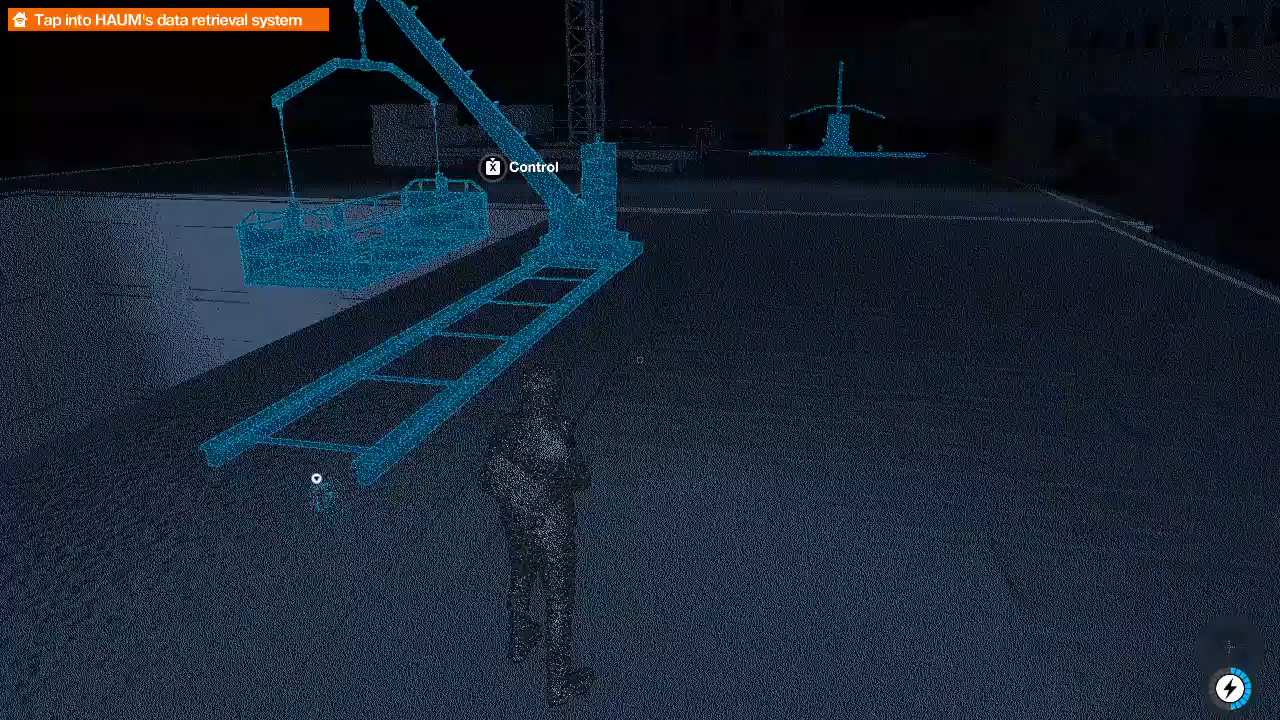 Tap into HAUM's data retrieval system
X Control